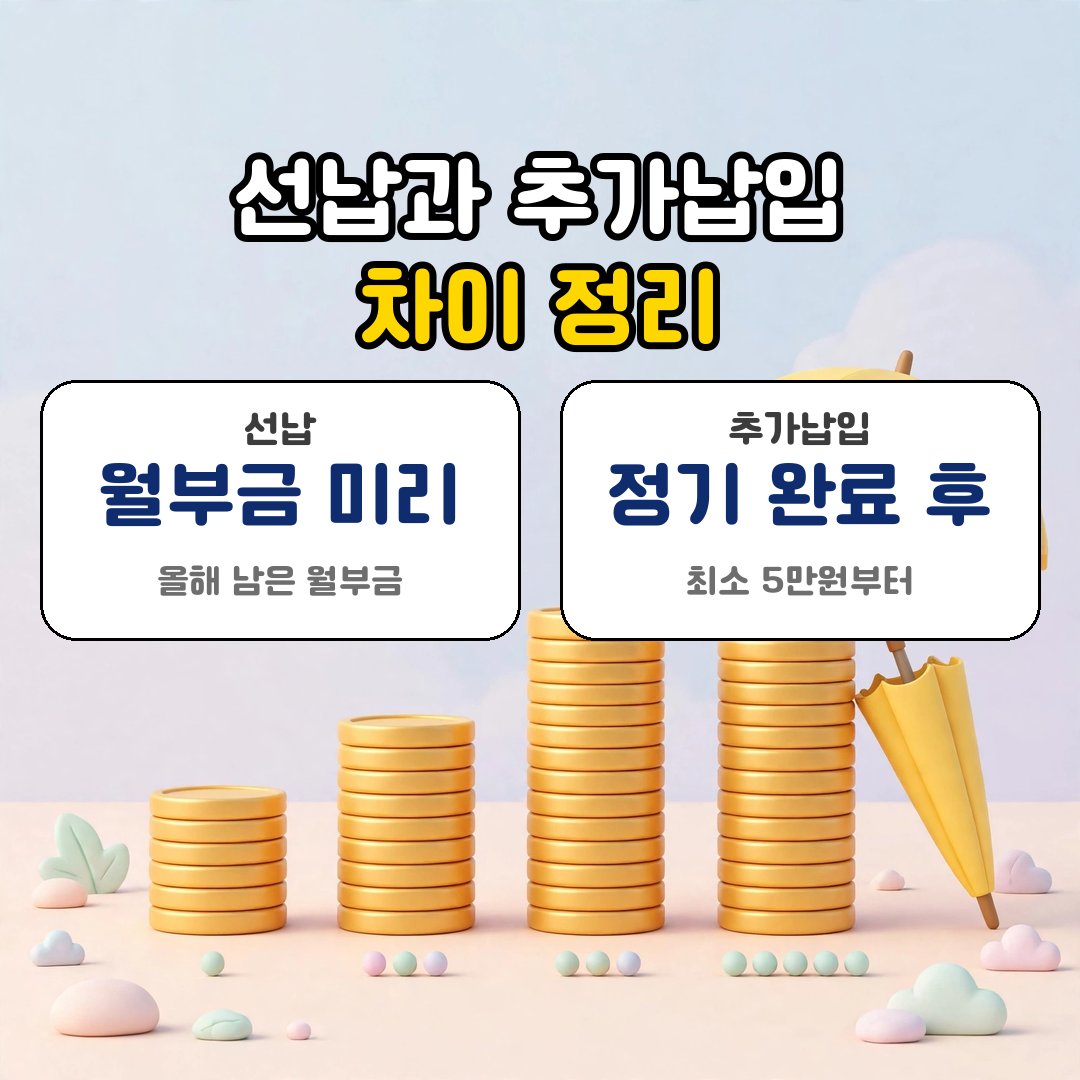 선납과 추가납입
차이 정리
선납
월부금 미리
올해 남은 월부금
추가납입
정기 완료 후
최소 5만원부터